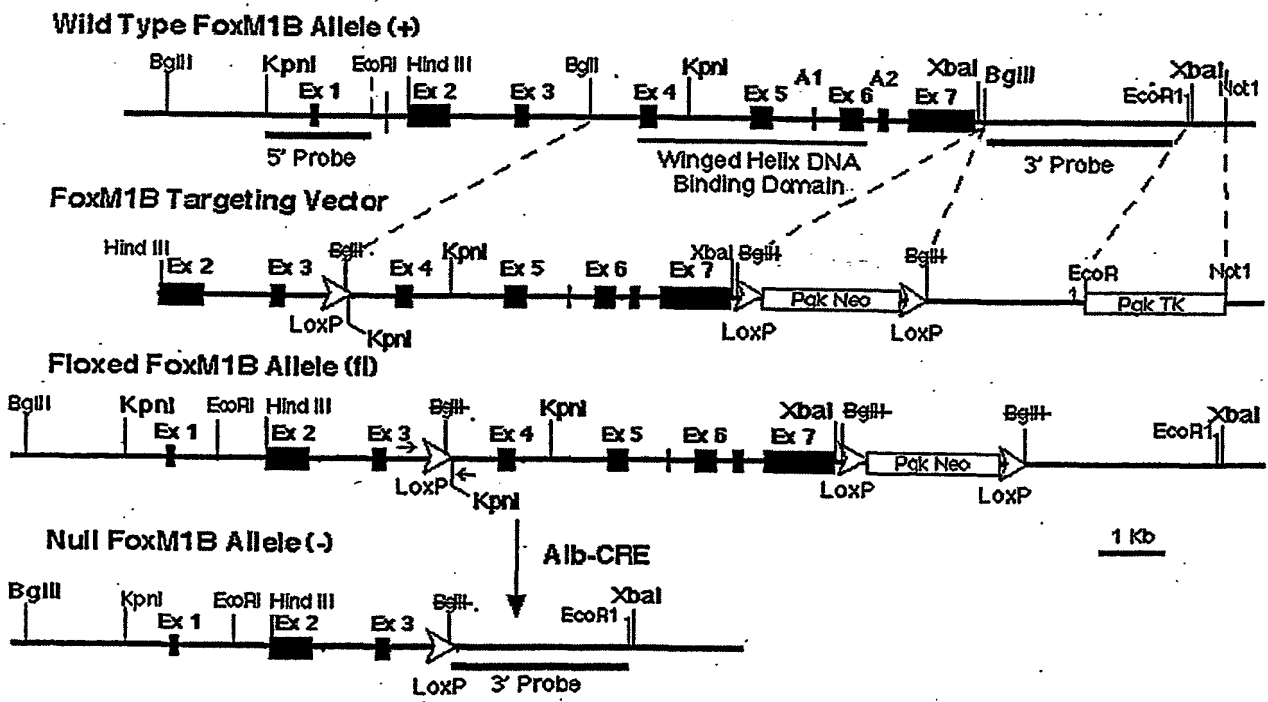 Wild Type FoxM1B Allele (+)
BglII KpnI EcoRI Hind III BglII KpnI A1 A2 XbaI BglII EcoR1 XbaI Not1
Ex 1 Ex 2 Ex 3 Ex 4 Ex 5 Ex 6 Ex 7
5' Probe
Winged Helix DNA
Binding Domain
3' Probe
FoxM1B Targeting Vector
Hind III BglII KpnI XbaI BglII BglII EcoR1 Not1
Ex 2 Ex 3 Ex 4 Ex 5 Ex 6 Ex 7
Pgk Neo Pgk TK
LoxP KpnI LoxP LoxP
Floxed FoxM1B Allele (fl)
BglII KpnI EcoRI Hind III BglII KpnI XbaI BglII BglII EcoR1 XbaI
Ex 1 Ex 2 Ex 3 Ex 4 Ex 5 Ex 6 Ex 7
Pgk Neo
LoxP KpnI LoxP LoxP
Null FoxM1B Allele (-)
Alb-CRE
1 Kb
BglII KpnI EcoRI Hind III BglII EcoR1 XbaI
Ex 1 Ex 2 Ex 3
LoxP 3' Probe